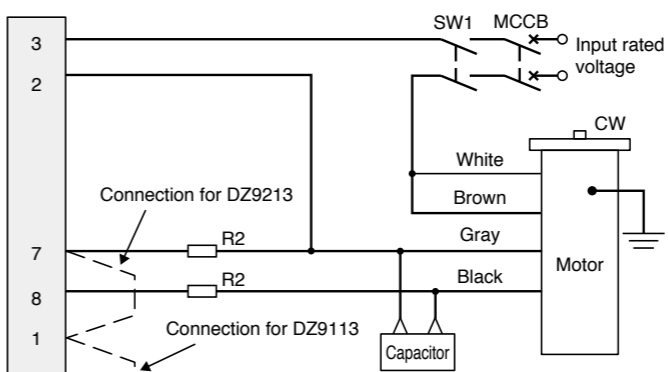 SW1 MCCB
3
Input rated
voltage
2
CW
White
Connection for DZ9213
Brown
R2
Gray
7
R2
Black
Motor
8
Connection for DZ9113
1
Capacitor